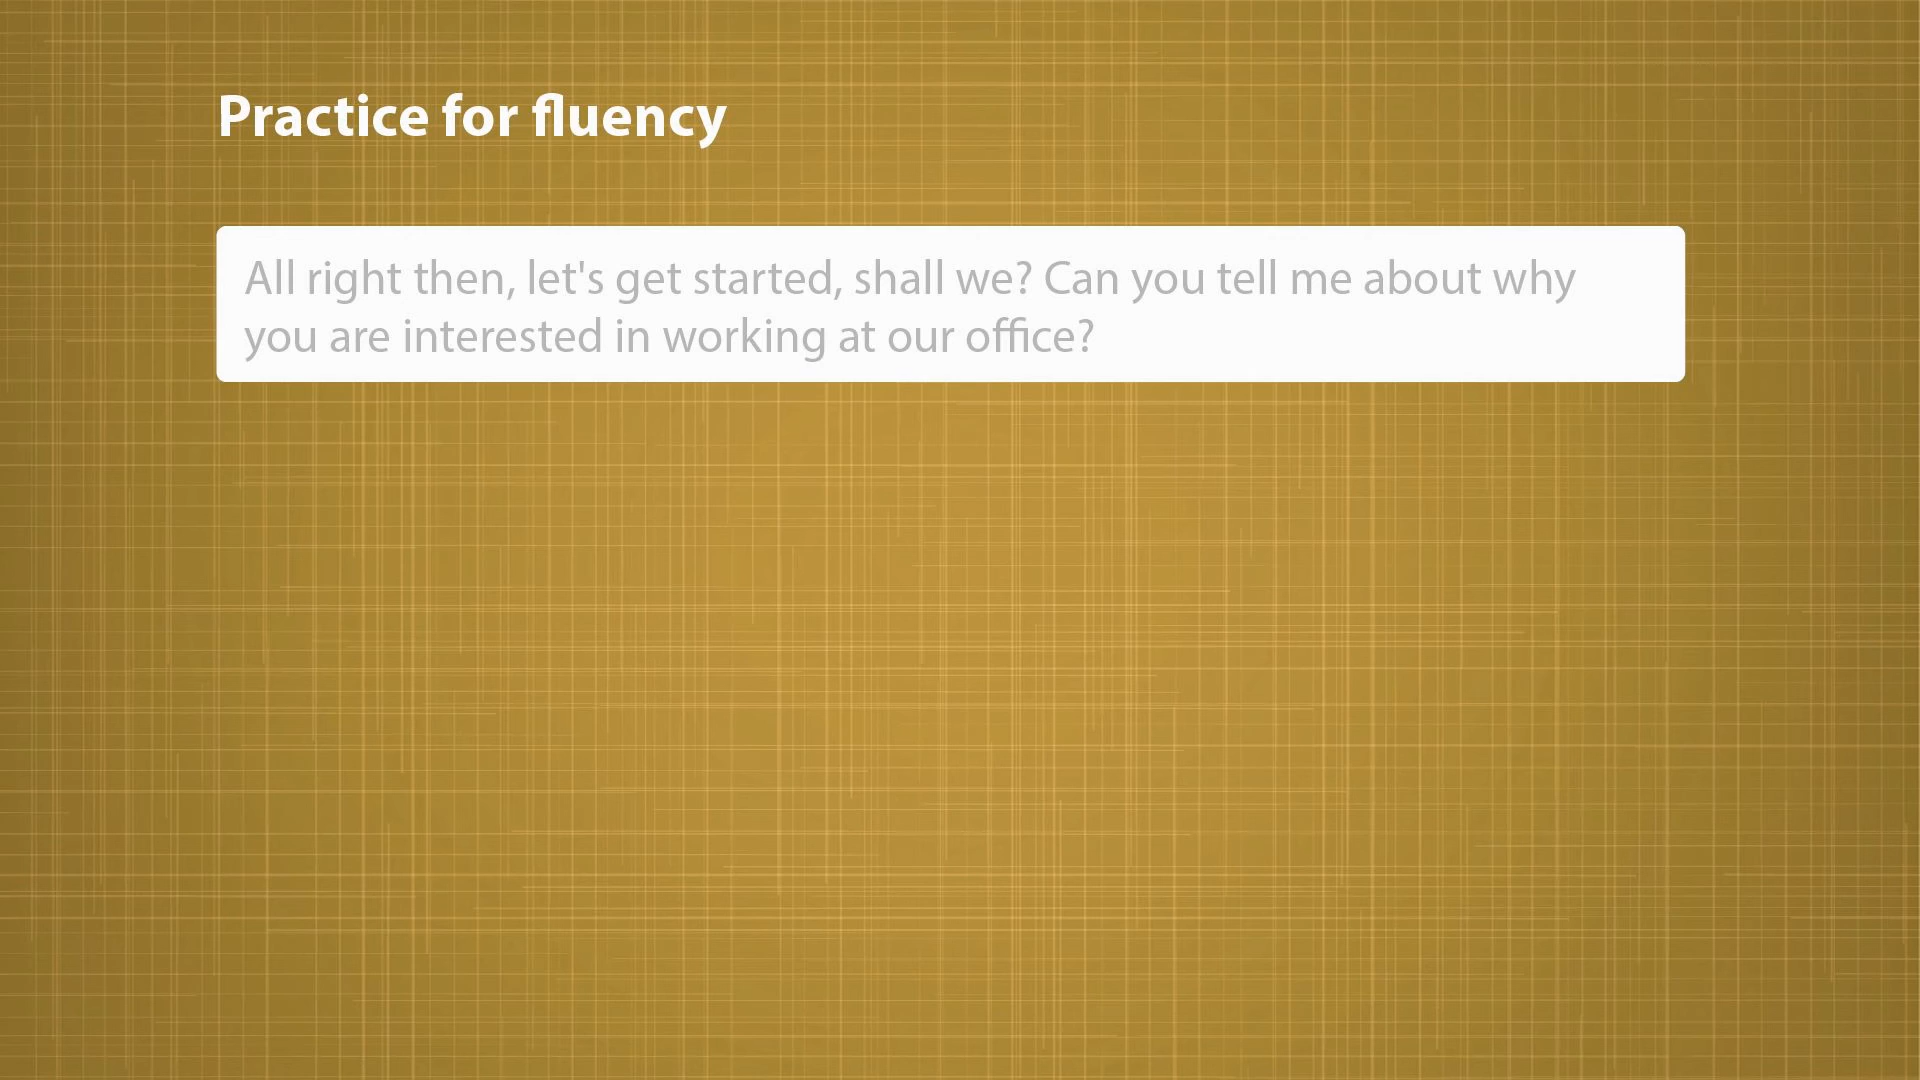 Practice for fluency
All right then, let's get started, shall we? Can you tell me about why
you are interested in working at our office?